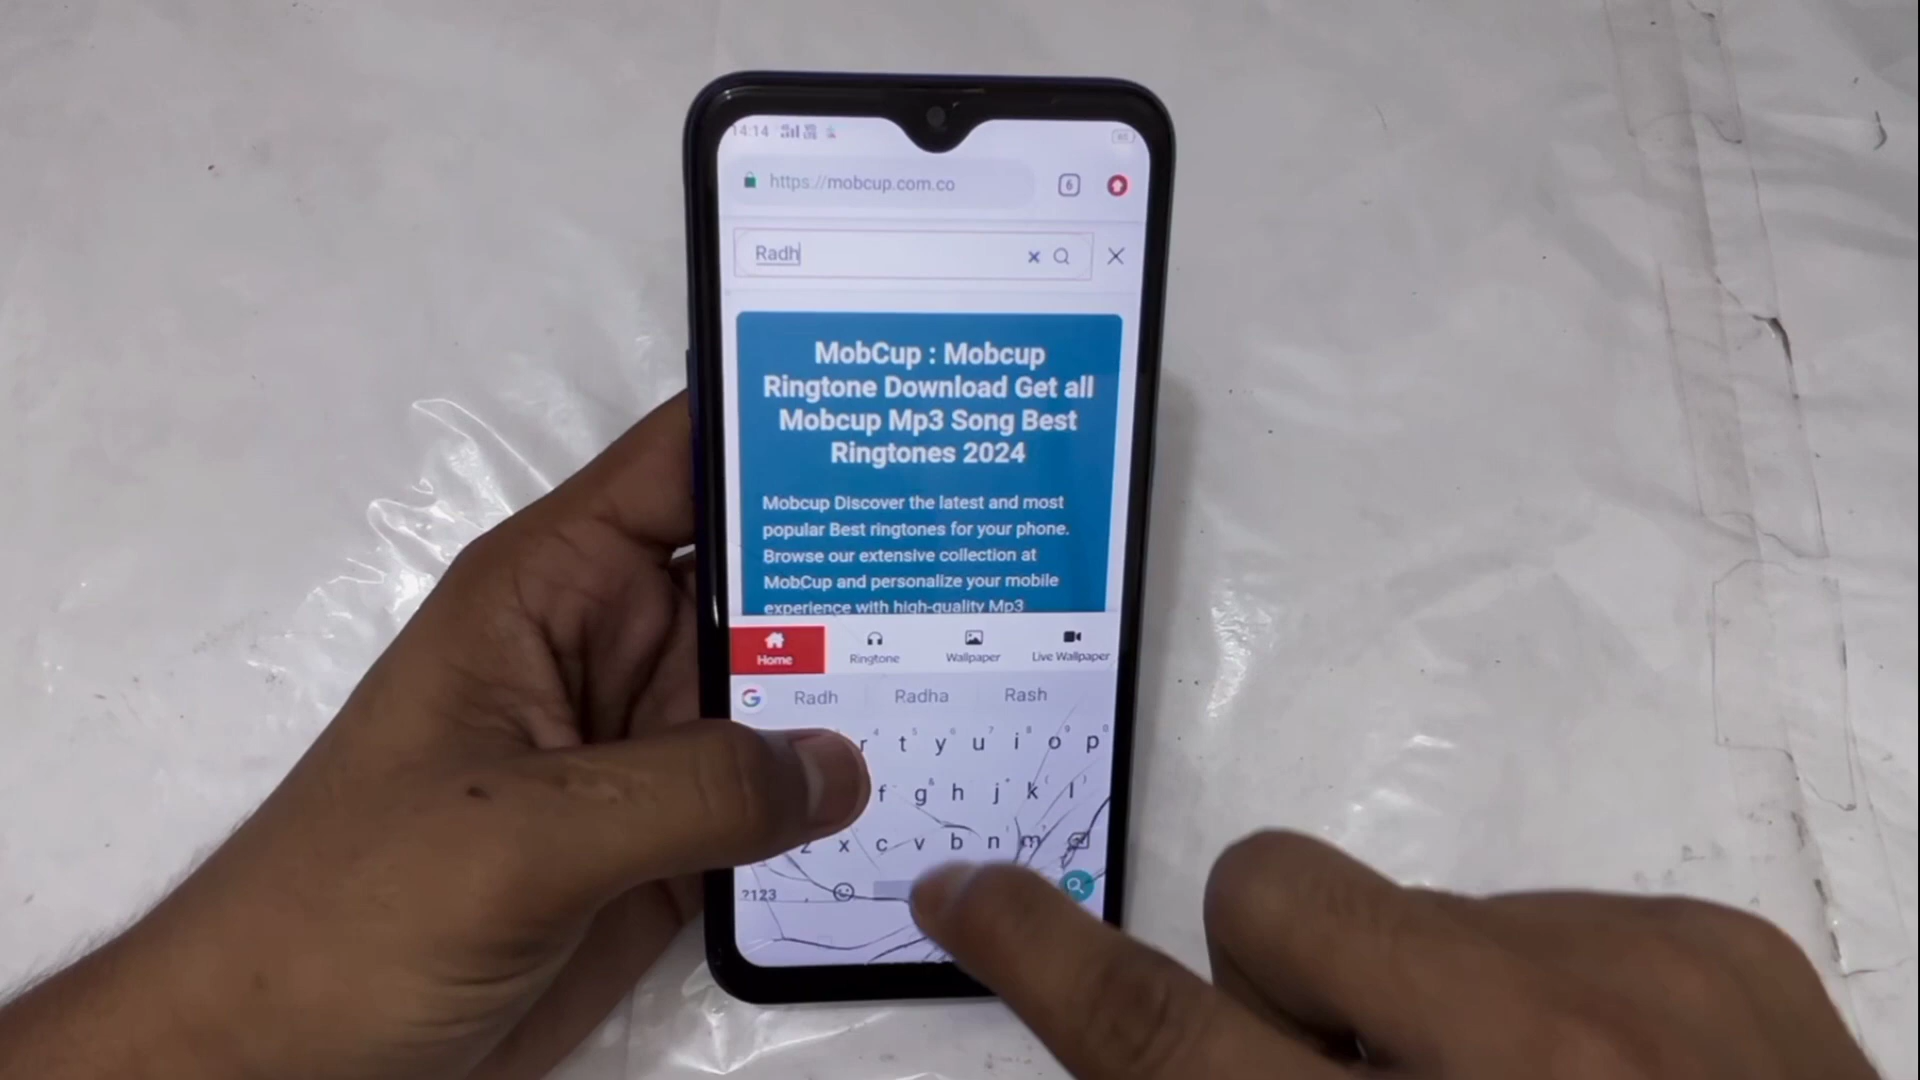 14:14
https://mobcup.com.co
6
Radh
MobCup : Mobcup
Ringtone Download Get all
Mobcup Mp3 Song Best
Ringtones 2024
Mobcup Discover the latest and most
popular Best ringtones for your phone.
Browse our extensive collection at
MobCup and personalize your mobile
experience with high-quality Mp3
Home Ringtone Wallpaper Live Wallpaper
G Radh Radha Rash
r t y u i o p
f g h j k l
z x c v b n m
?123